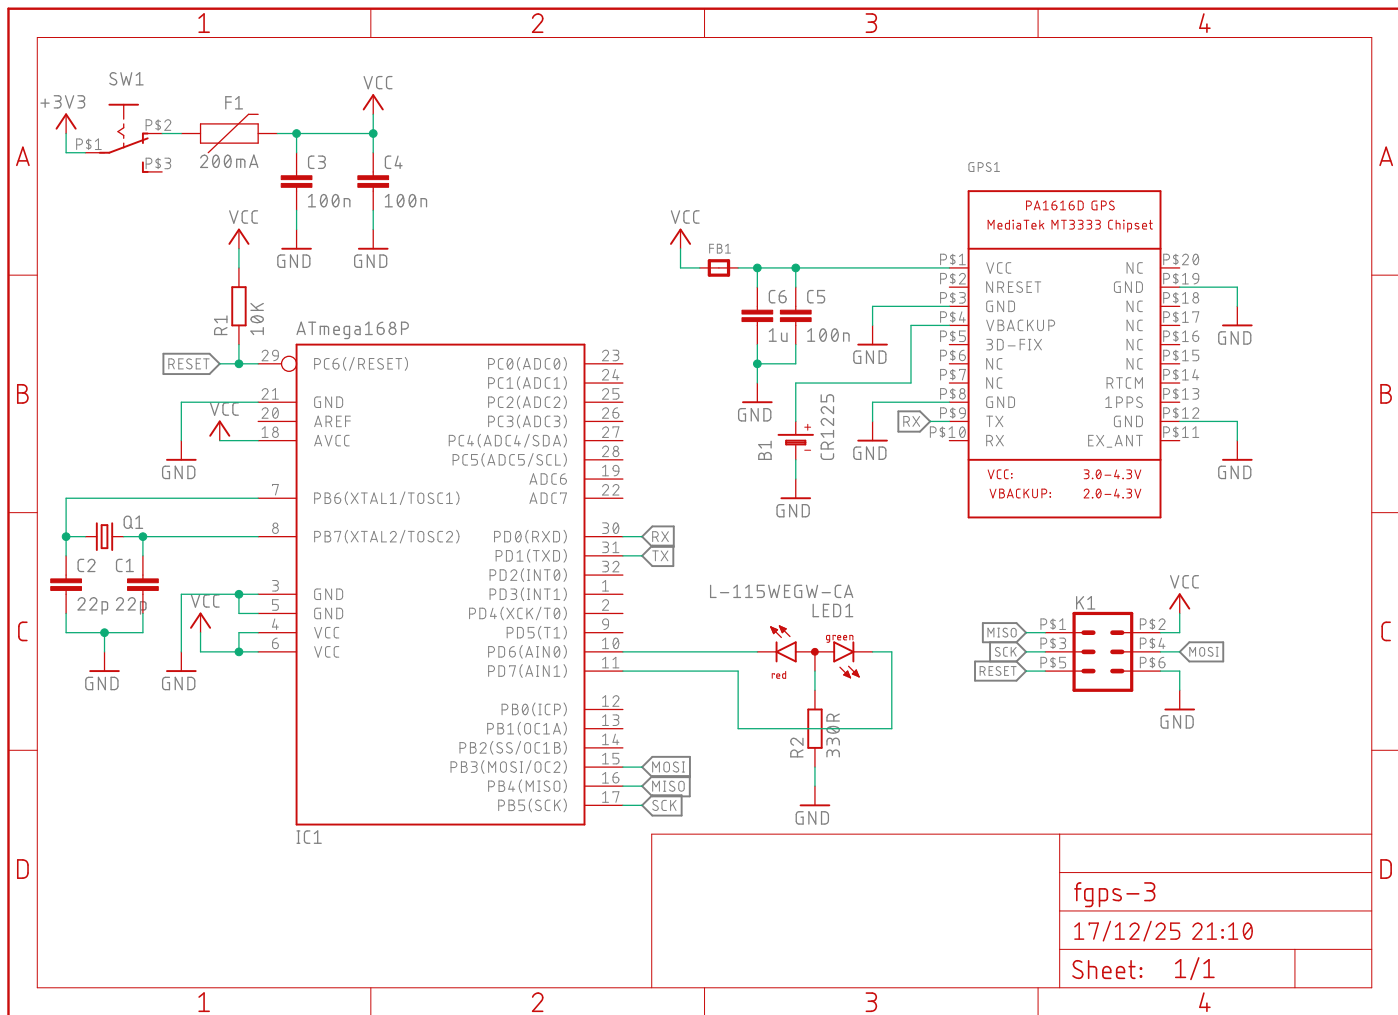 1 2 3 4
A A
B B
C C
D D
SW1
+3V3
P$1
P$2
P$3
F1
200mA
VCC
C3
100n
C4
100n
GND GND
VCC
R1
10K
RESET
ATmega168P
29 PC6(/RESET)
21 GND
20 AREF
18 AVCC
7 PB6(XTAL1/TOSC1)
8 PB7(XTAL2/TOSC2)
3 GND
5 GND
4 VCC
6 VCC
PC0(ADC0) 23
PC1(ADC1) 24
PC2(ADC2) 25
PC3(ADC3) 26
PC4(ADC4/SDA) 27
PC5(ADC5/SCL) 28
ADC6 19
ADC7 22
PD0(RXD) 30 RX
PD1(TXD) 31 TX
PD2(INT0) 32
PD3(INT1) 1
PD4(XCK/T0) 2
PD5(T1) 9
PD6(AIN0) 10
PD7(AIN1) 11
PB0(ICP) 12
PB1(OC1A) 13
PB2(SS/OC1B) 14
PB3(MOSI/OC2) 15 MOSI
PB4(MISO) 16 MISO
PB5(SCK) 17 SCK
IC1
VCC
GND
Q1
C2 C1
22p 22p
VCC
GND GND
VCC
FB1
C6 C5
1u 100n
GND
GND
B1
CR1225
+
-
GND
GND
RX
GPS1
PA1616D GPS
MediaTek MT3333 Chipset
P$1 VCC NC P$20
P$2 NRESET GND P$19
P$3 GND NC P$18
P$4 VBACKUP NC P$17
P$5 3D-FIX NC P$16
P$6 NC NC P$15
P$7 NC RTCM P$14
P$8 GND 1PPS P$13
P$9 TX GND P$12
P$10 RX EX_ANT P$11
VCC: 3.0-4.3V
VBACKUP: 2.0-4.3V
GND
GND
L-115WEGW-CA
LED1
green
red
R2
330R
GND
K1
VCC
MISO P$1 P$2
SCK P$3 P$4 MOSI
RESET P$5 P$6
GND
fgps-3
17/12/25 21:10
Sheet: 1/1
1 2 3 4